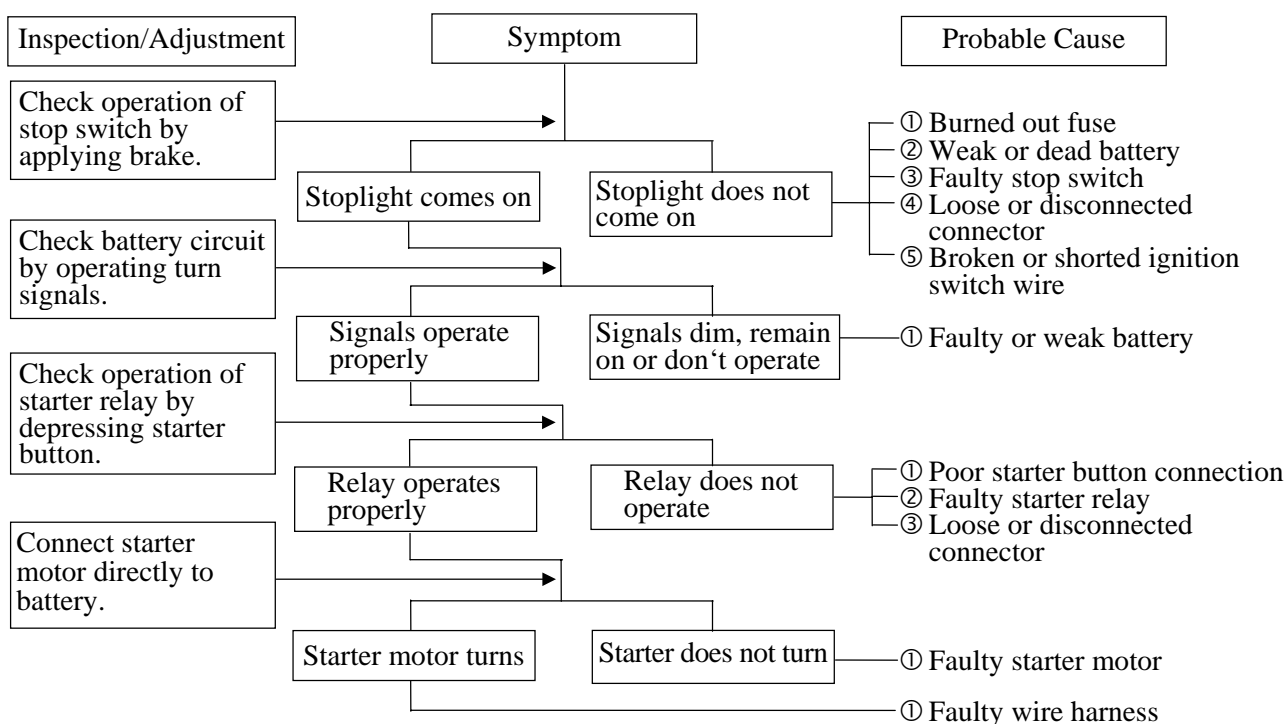 Inspection/Adjustment
Symptom
Probable Cause
Check operation of
stop switch by
applying brake.
Stoplight comes on
Stoplight does not
come on
① Burned out fuse
② Weak or dead battery
③ Faulty stop switch
④ Loose or disconnected
connector
⑤ Broken or shorted ignition
switch wire
Check battery circuit
by operating turn
signals.
Signals operate
properly
Signals dim, remain
on or don‘t operate
① Faulty or weak battery
Check operation of
starter relay by
depressing starter
button.
Relay operates
properly
Relay does not
operate
① Poor starter button connection
② Faulty starter relay
③ Loose or disconnected
connector
Connect starter
motor directly to
battery.
Starter motor turns
Starter does not turn
① Faulty starter motor
① Faulty wire harness